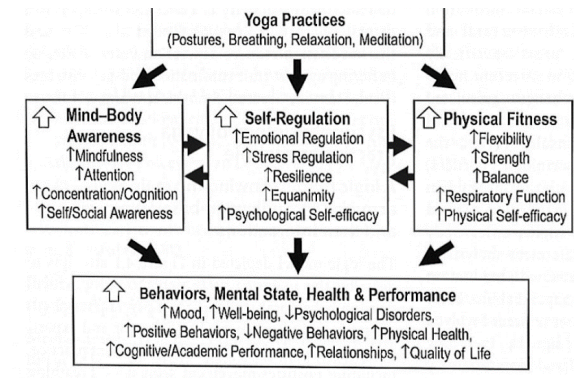 Yoga Practices
(Postures, Breathing, Relaxation, Meditation)
⇧ Mind–Body
Awareness
↑Mindfulness
↑Attention
↑Concentration/Cognition
↑Self/Social Awareness
⇧ Self-Regulation
↑Emotional Regulation
↑Stress Regulation
↑Resilience
↑Equanimity
↑Psychological Self-efficacy
⇧ Physical Fitness
↑Flexibility
↑Strength
↑Balance
↑Respiratory Function
↑Physical Self-efficacy
⇧ Behaviors, Mental State, Health & Performance
↑Mood, ↑Well-being, ↓Psychological Disorders,
↑Positive Behaviors, ↓Negative Behaviors, ↑Physical Health,
↑Cognitive/Academic Performance,↑Relationships, ↑Quality of Life